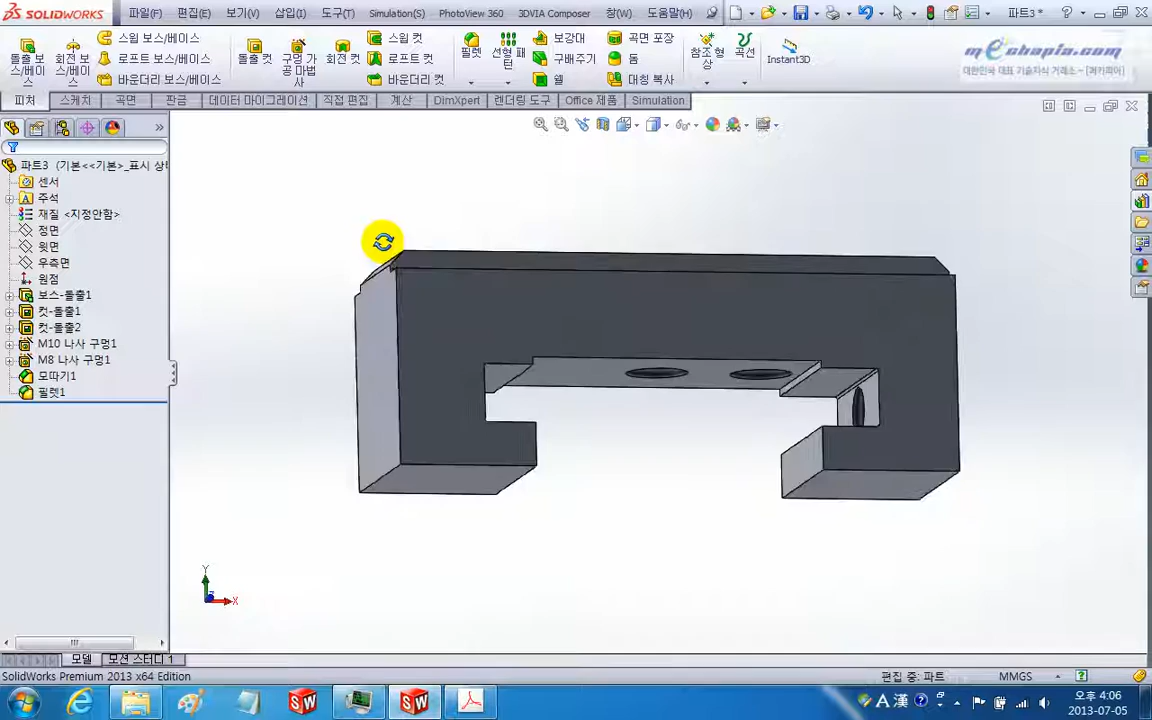 SOLIDWORKS
파일(F) 편집(E) 보기(V) 삽입(I) 도구(T) Simulation(S) PhotoView 360 3DVIA Composer 창(W) 도움말(H) 파트3 *
돌출 보스/베이스
회전 보스/베이스
스윕 보스/베이스
로프트 보스/베이스
바운더리 보스/베이스
돌출 컷
구멍 가공 마법사
회전 컷
스윕 컷
로프트 컷
바운더리 컷
필렛
선형 패턴
보강대
구배주기
쉘
곡면 포장
돔
대칭 복사
참조 형상
곡선
Instant3D
mechapia.com
대한민국 대표 기술지식 거래소 - [메카피아]
피처 스케치 곡면 판금 데이터 마이그레이션 직접 편집 계산 DimXpert 렌더링 도구 Office 제품 Simulation
파트3 (기본<<기본>_표시 상
센서
주석
재질 <지정안함>
정면
윗면
우측면
원점
보스-돌출1
컷-돌출1
컷-돌출2
M10 나사 구멍1
M8 나사 구멍1
모따기1
필렛1
Y
X
모델 모션 스터디 1
SolidWorks Premium 2013 x64 Edition
편집 중: 파트 MMGS
A 漢
오후 4:06
2013-07-05